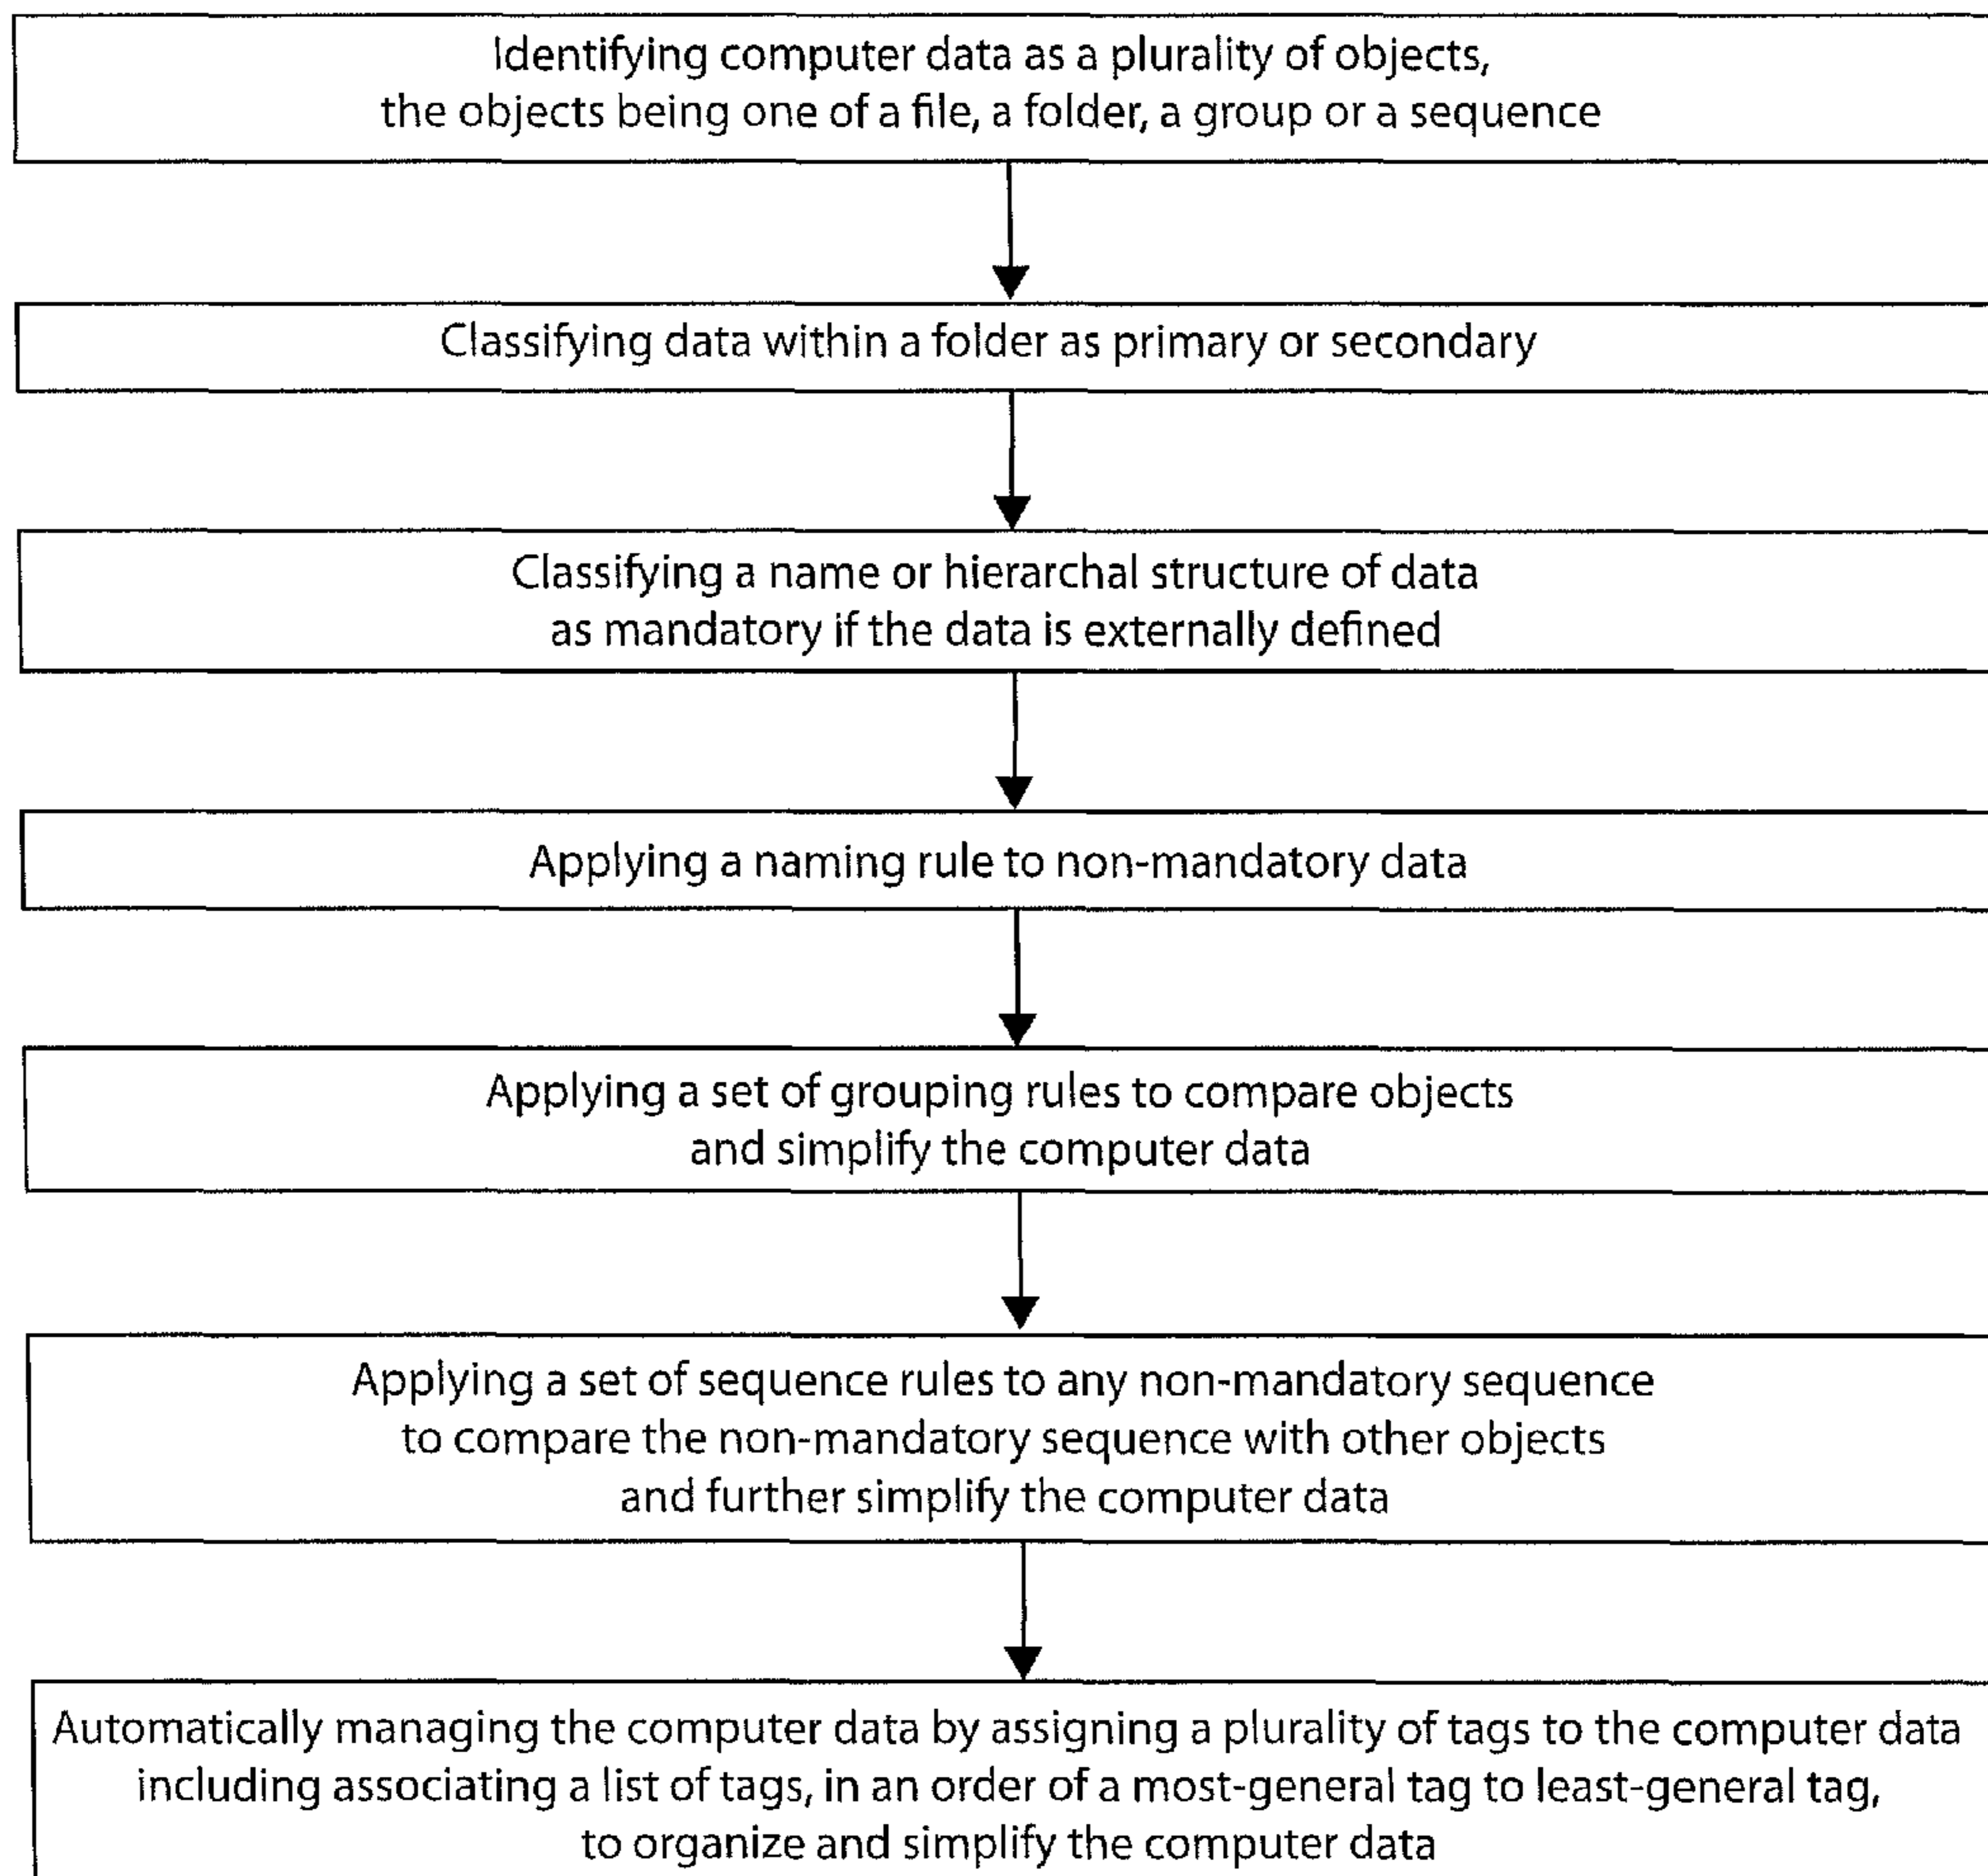 Identifying computer data as a plurality of objects,
the objects being one of a file, a folder, a group or a sequence
Classifying data within a folder as primary or secondary
Classifying a name or hierarchal structure of data
as mandatory if the data is externally defined
Applying a naming rule to non-mandatory data
Applying a set of grouping rules to compare objects
and simplify the computer data
Applying a set of sequence rules to any non-mandatory sequence
to compare the non-mandatory sequence with other objects
and further simplify the computer data
Automatically managing the computer data by assigning a plurality of tags to the computer data
including associating a list of tags, in an order of a most-general tag to least-general tag,
to organize and simplify the computer data